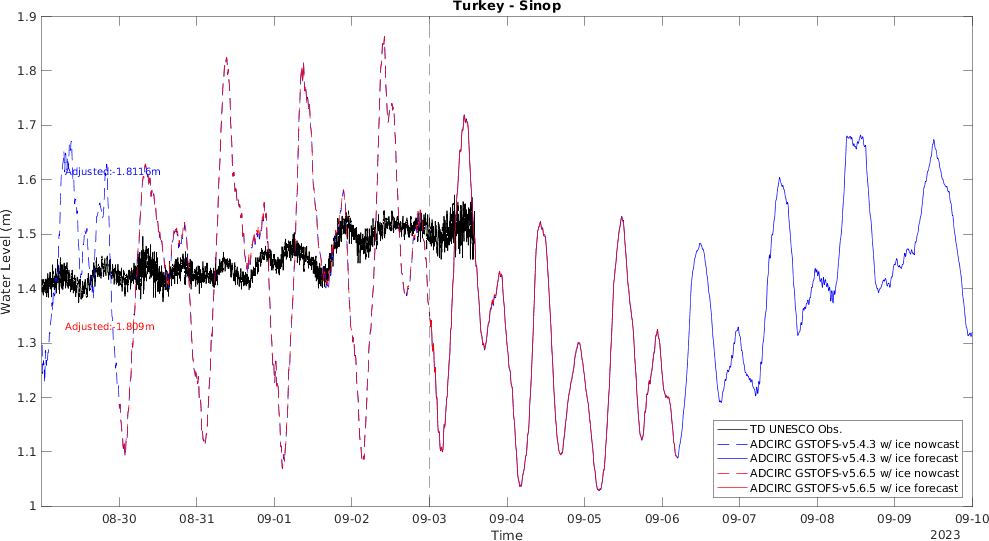 Turkey - Sinop
Water Level (m)
1.9
1.8
1.7
1.6
1.5
1.4
1.3
1.2
1.1
1
Adjusted:-1.8116m
Adjusted:-1.809m
TD UNESCO Obs.
ADCIRC GSTOFS-v5.4.3 w/ ice nowcast
ADCIRC GSTOFS-v5.4.3 w/ ice forecast
ADCIRC GSTOFS-v5.6.5 w/ ice nowcast
ADCIRC GSTOFS-v5.6.5 w/ ice forecast
08-30 08-31 09-01 09-02 09-03 09-04 09-05 09-06 09-07 09-08 09-09 09-10
Time
2023